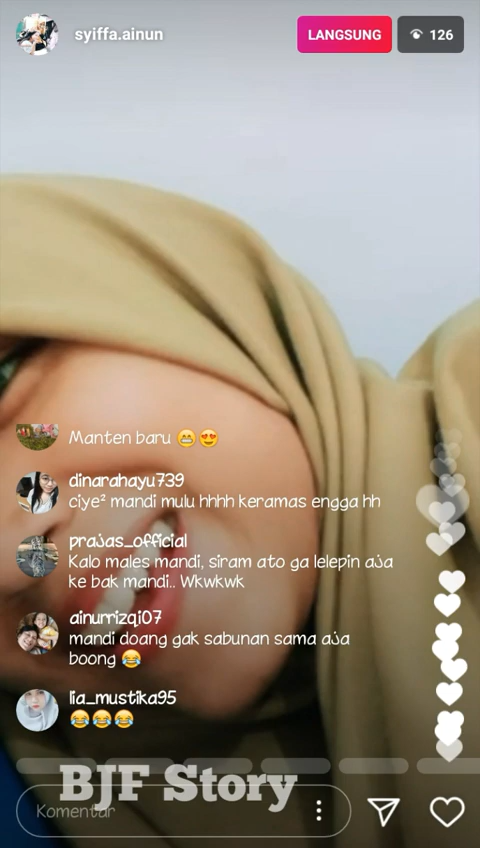 syiffa.ainun
LANGSUNG
126
Manten baru 😁😍
dinarahayu739
ciye² mandi mulu hhhh keramas engga hh
prajas_official
Kalo males mandi, siram ato ga lelepin aja
ke bak mandi.. Wkwkwk
ainurrizqi07
mandi doang gak sabunan sama aja
boong 😂
lia_mustika95
😂😂😂
BJF Story
Komentar